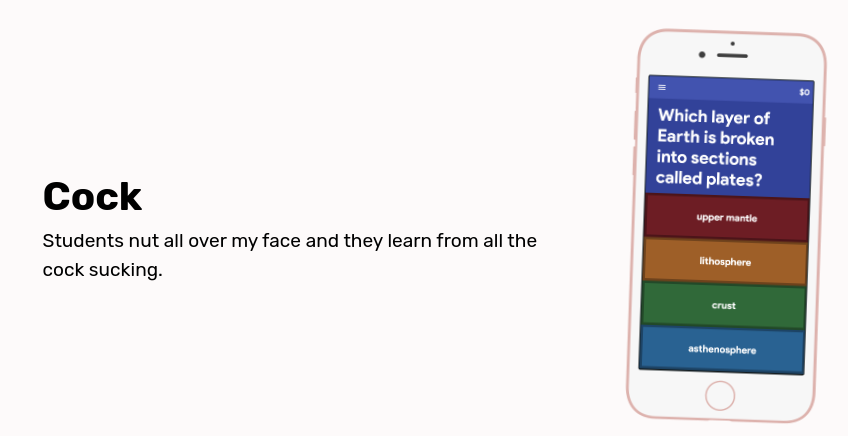 Cock
Students nut all over my face and they learn from all the
cock sucking.
$0
Which layer of
Earth is broken
into sections
called plates?
upper mantle
lithosphere
crust
asthenosphere